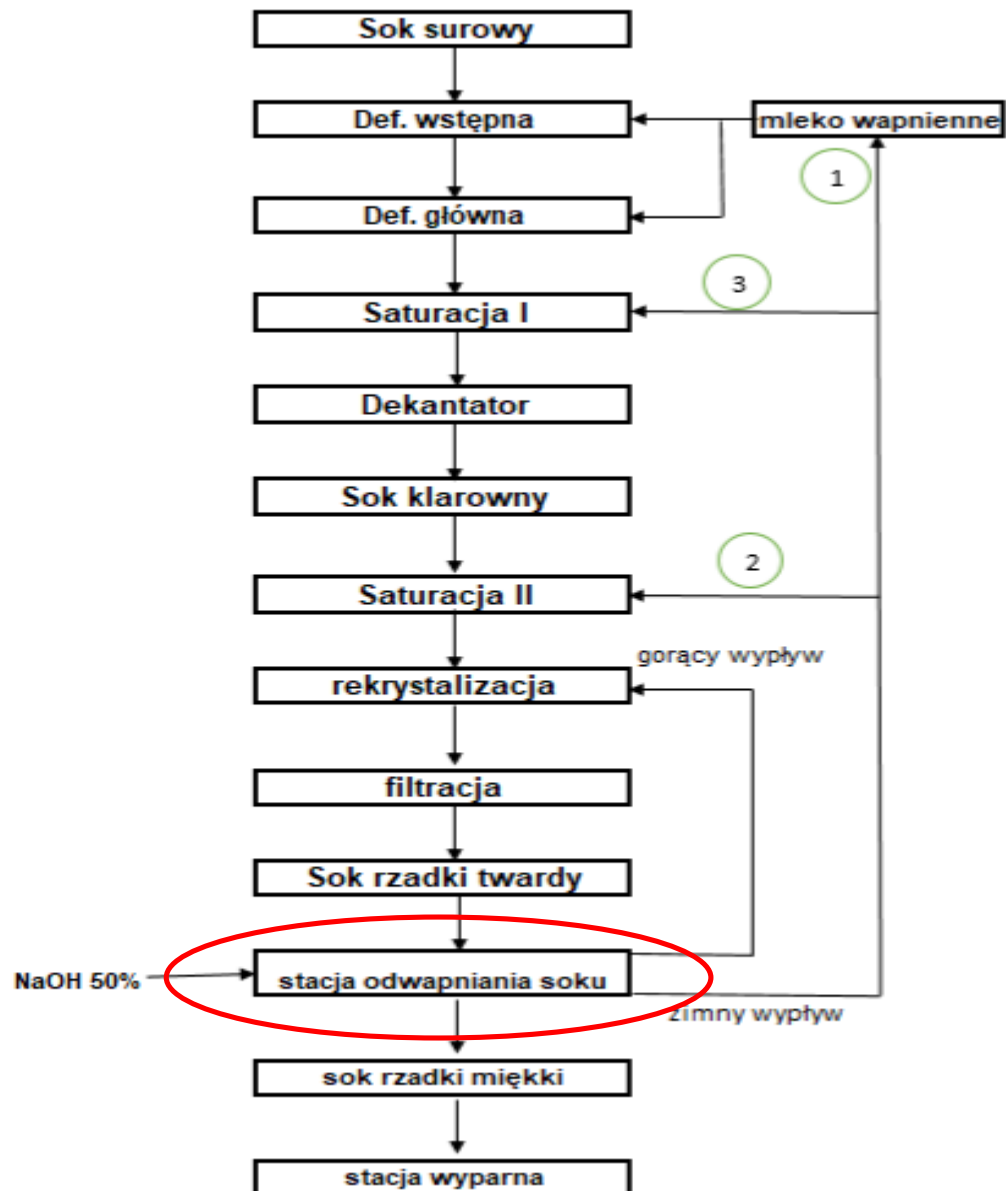 Sok surowy
Def. wstępna
mleko wapnienne
1
Def. główna
3
Saturacja I
Dekantator
Sok klarowny
2
Saturacja II
gorący wypływ
rekrystalizacja
filtracja
Sok rzadki twardy
NaOH 50%
stacja odwapniania soku
zimny wypływ
sok rzadki miękki
stacja wyparna